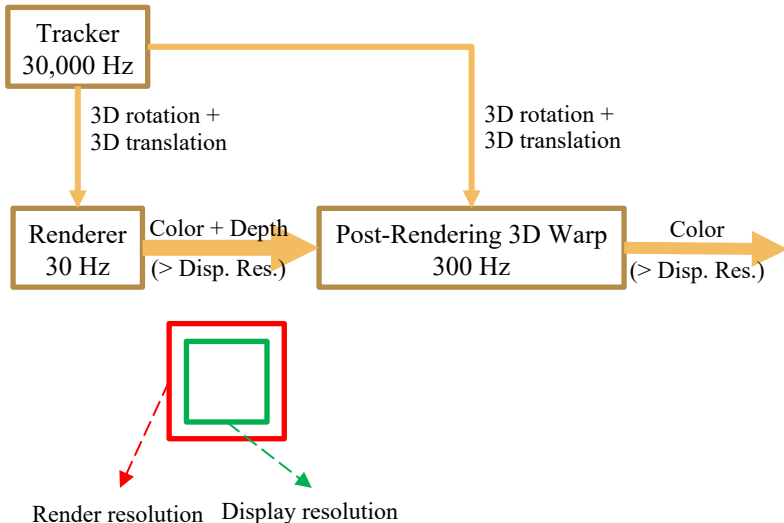 Tracker
30,000 Hz
3D rotation +
3D translation
3D rotation +
3D translation
Renderer
30 Hz
Color + Depth
(> Disp. Res.)
Post-Rendering 3D Warp
300 Hz
Color
(> Disp. Res.)
Render resolution
Display resolution